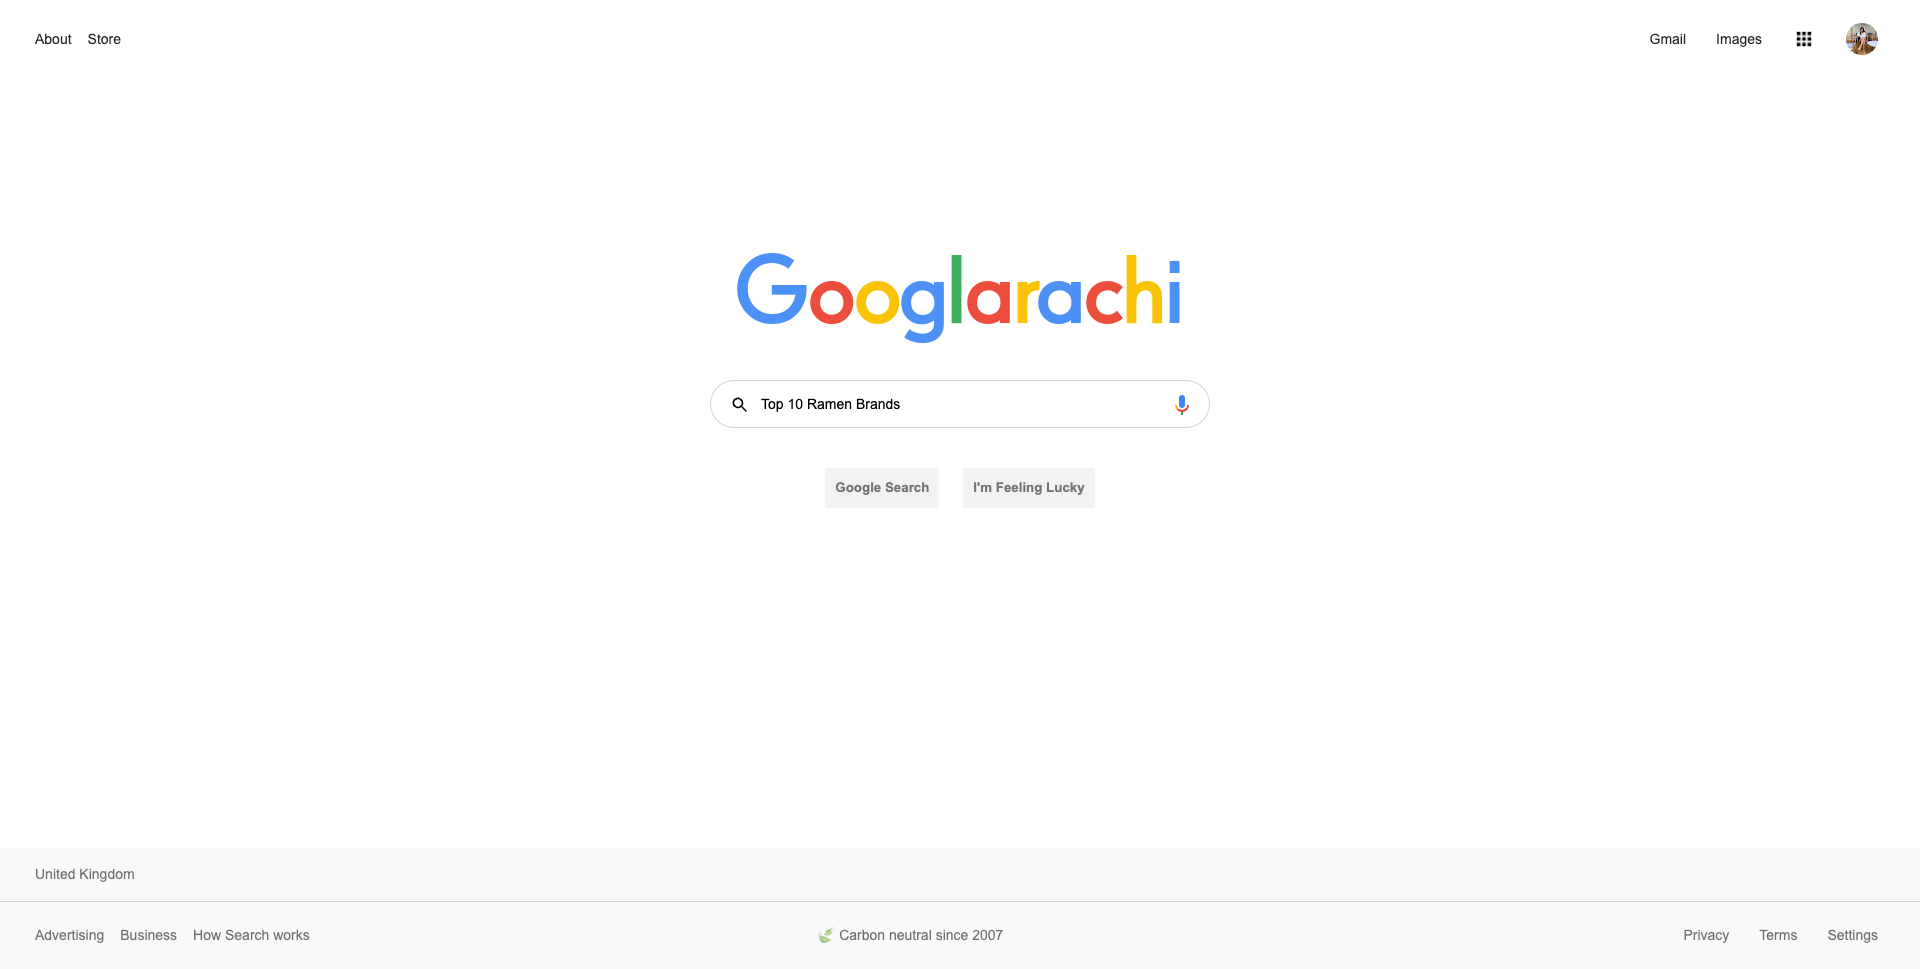 About Store
Gmail Images
Googlarachi
Top 10 Ramen Brands
Google Search I'm Feeling Lucky
United Kingdom
Advertising Business How Search works
Carbon neutral since 2007
Privacy Terms Settings